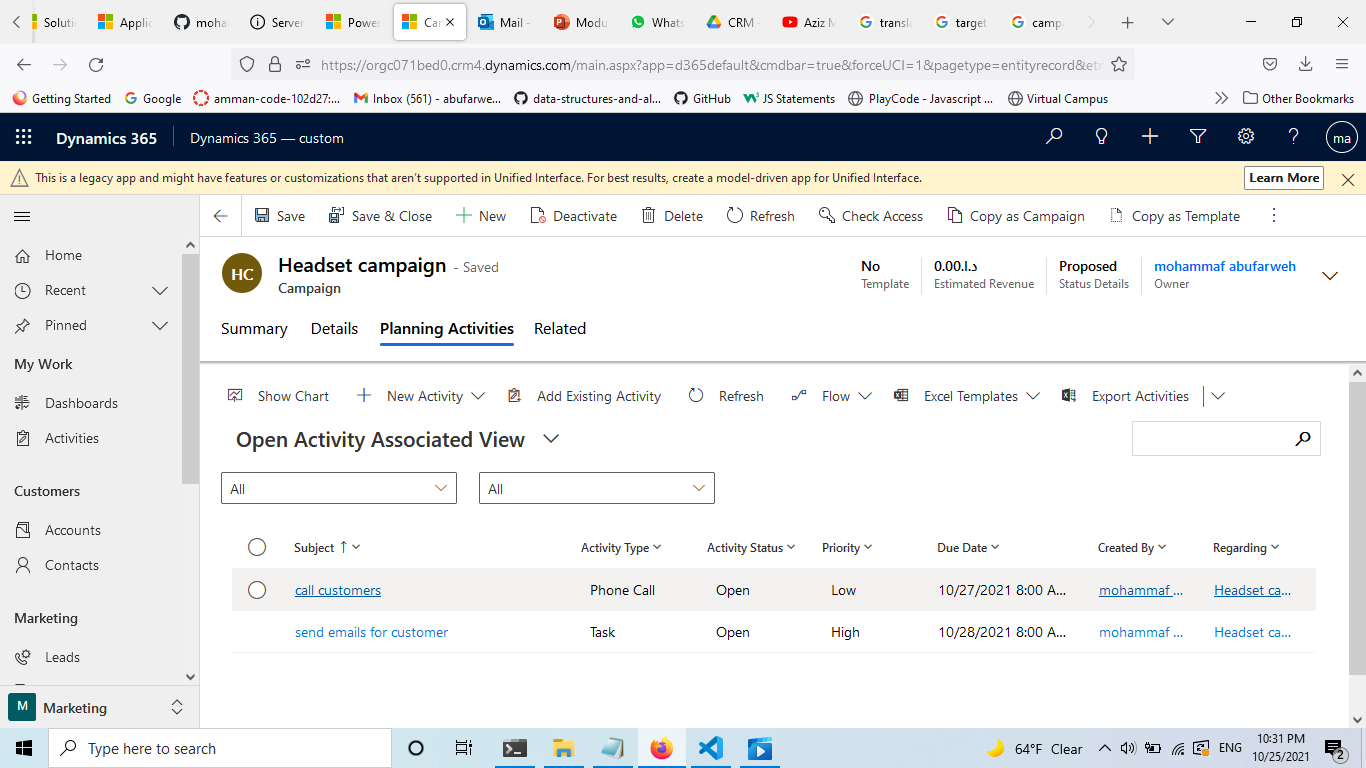 Soluti
Applic
moha
Server
Power
Car
Mail -
Modu
Whats
CRM -
Aziz M
transla
target
campa
https://orgc071bed0.crm4.dynamics.com/main.aspx?app=d365default&cmdbar=true&forceUCI=1&pagetype=entityrecord&etn
Getting Started
Google
amman-code-102d27:...
Inbox (561) - abufarwe...
data-structures-and-al...
GitHub
JS Statements
PlayCode - Javascript ...
Virtual Campus
Other Bookmarks
Dynamics 365
Dynamics 365 — custom
ma
This is a legacy app and might have features or customizations that aren't supported in Unified Interface. For best results, create a model-driven app for Unified Interface.
Learn More
Save
Save & Close
New
Deactivate
Delete
Refresh
Check Access
Copy as Campaign
Copy as Template
Home
Recent
Pinned
My Work
Dashboards
Activities
Customers
Accounts
Contacts
Marketing
Leads
M
Marketing
HC
Headset campaign - Saved
Campaign
No
Template
د.ا.0.00
Estimated Revenue
Proposed
Status Details
mohammaf abufarweh
Owner
Summary
Details
Planning Activities
Related
Show Chart
New Activity
Add Existing Activity
Refresh
Flow
Excel Templates
Export Activities
Open Activity Associated View
All
All
Subject
Activity Type
Activity Status
Priority
Due Date
Created By
Regarding
call customers
Phone Call
Open
Low
10/27/2021 8:00 A...
mohammaf ...
Headset ca...
send emails for customer
Task
Open
High
10/28/2021 8:00 A...
mohammaf ...
Headset ca...
Type here to search
64°F Clear
ENG
10:31 PM
10/25/2021
2